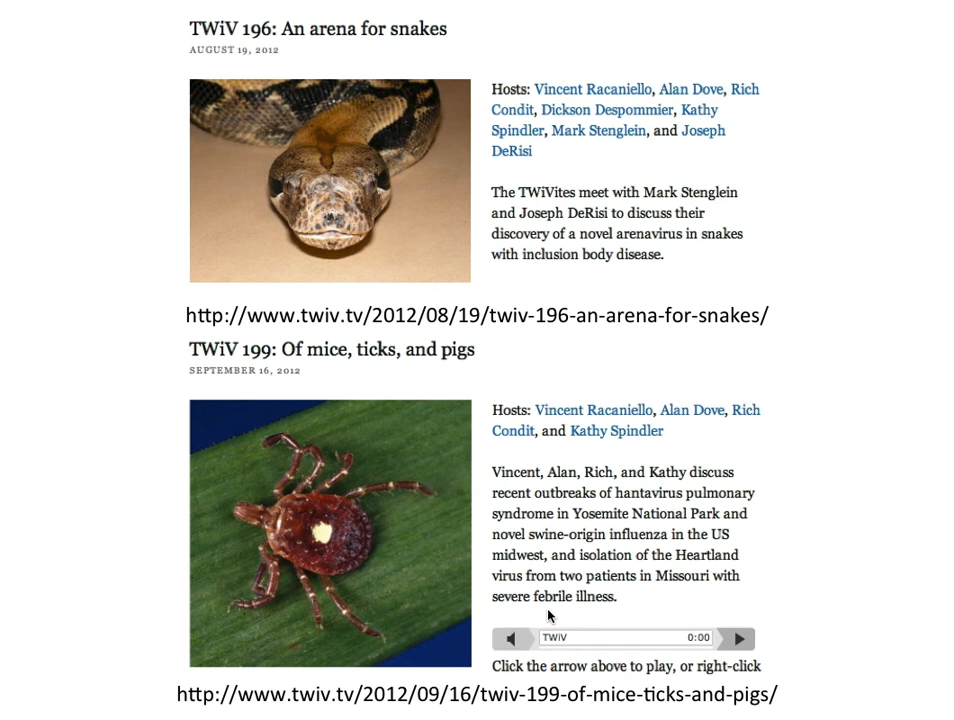 TWiV 196: An arena for snakes
AUGUST 19, 2012
Hosts: Vincent Racaniello, Alan Dove, Rich
Condit, Dickson Despommier, Kathy
Spindler, Mark Stenglein, and Joseph
DeRisi
The TWiVites meet with Mark Stenglein
and Joseph DeRisi to discuss their
discovery of a novel arenavirus in snakes
with inclusion body disease.
http://www.twiv.tv/2012/08/19/twiv-196-an-arena-for-snakes/
TWiV 199: Of mice, ticks, and pigs
SEPTEMBER 16, 2012
Hosts: Vincent Racaniello, Alan Dove, Rich
Condit, and Kathy Spindler
Vincent, Alan, Rich, and Kathy discuss
recent outbreaks of hantavirus pulmonary
syndrome in Yosemite National Park and
novel swine-origin influenza in the US
midwest, and isolation of the Heartland
virus from two patients in Missouri with
severe febrile illness.
TWiV 0:00
Click the arrow above to play, or right-click
http://www.twiv.tv/2012/09/16/twiv-199-of-mice-ticks-and-pigs/